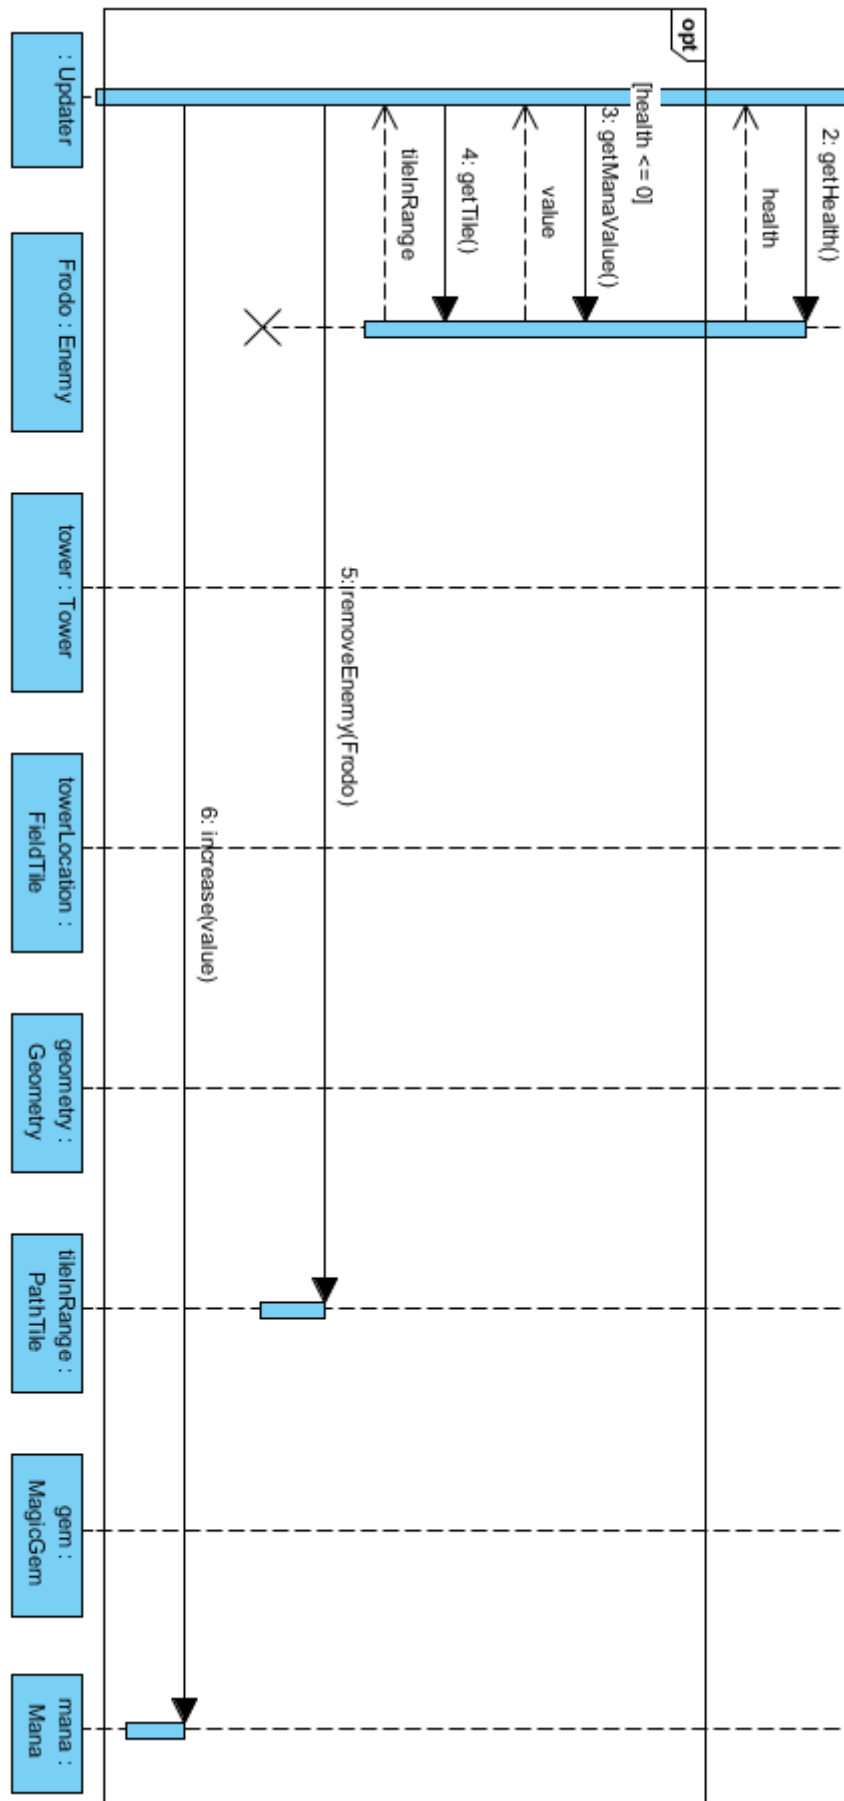 opt
2: getHealth()
health
[health <= 0]
3: getManaValue()
value
4: getTile()
tileInRange
5: removeEnemy(Frodo)
6: increase(value)
: Updater
Frodo : Enemy
tower : Tower
towerLocation :
FieldTile
geometry :
Geometry
tileInRange :
PathTile
gem :
MagicGem
mana :
Mana